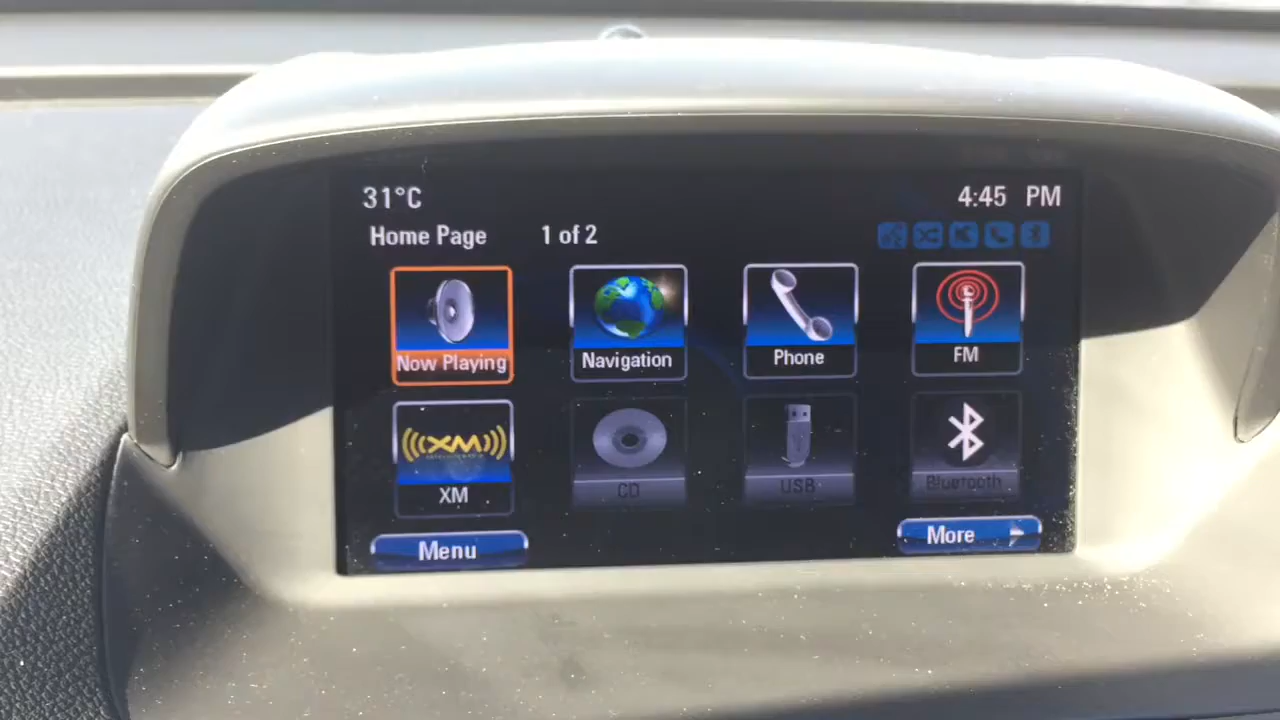 31°C
4:45 PM
Home Page 1 of 2
Now Playing
Navigation
Phone
FM
XM
XM
CD
USB
Bluetooth
Menu
More